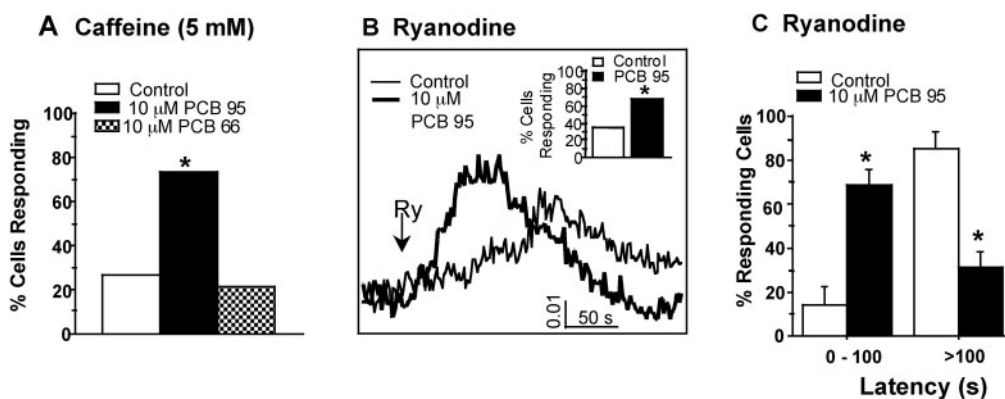 A Caffeine (5 mM)
Control
10 μM PCB 95
10 μM PCB 66
% Cells Responding
100
80
60
40
20
0
*
B Ryanodine
Control
10 μM
PCB 95
Ry
0.01
50 s
Control
PCB 95
% Cells
Responding
100
80
60
40
20
0
*
C Ryanodine
Control
10 μM PCB 95
% Responding Cells
100
80
60
40
20
0
*
*
0 - 100
>100
Latency (s)